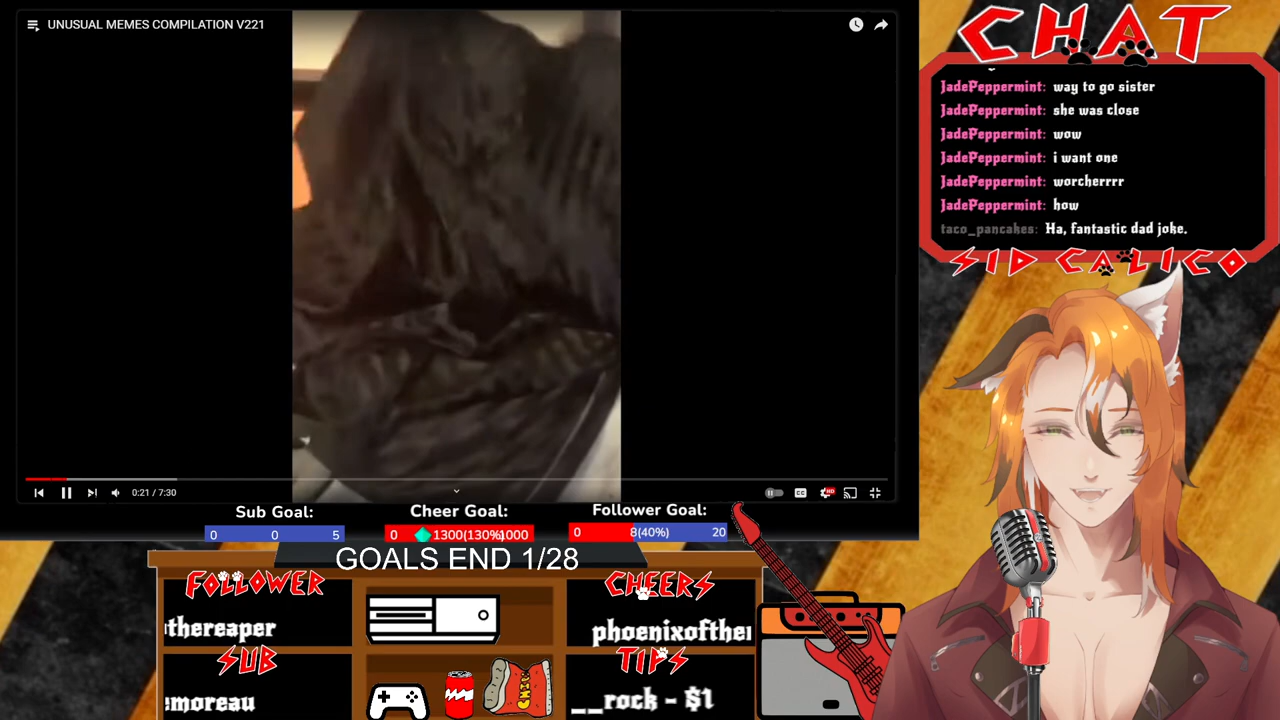 UNUSUAL MEMES COMPILATION V221
CHAT
JadePeppermint: way to go sister
JadePeppermint: she was close
JadePeppermint: wow
JadePeppermint: i want one
JadePeppermint: worcherrrr
JadePeppermint: how
taco_pancakes: Ha, fantastic dad joke.
SID CALICO
0:21 / 7:30
CC
HD
Sub Goal:
0 0 5
Cheer Goal:
0 1300(130%) 1000
Follower Goal:
0 8(40%) 20
GOALS END 1/28
FOLLOWER
thereaper
CHEERS
phoenixofthe
SUB
moreau
TIPS
__rock - $1